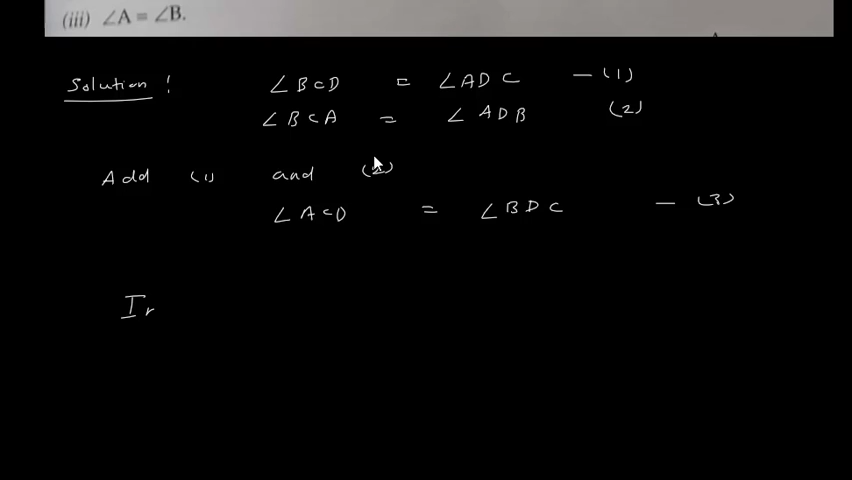 (iii) ∠A = ∠B.
Solution :
∠BCD = ∠ADC — (1)
∠BCA = ∠ADB (2)
Add (1) and (2)
∠ACD = ∠BDC — (3)
In